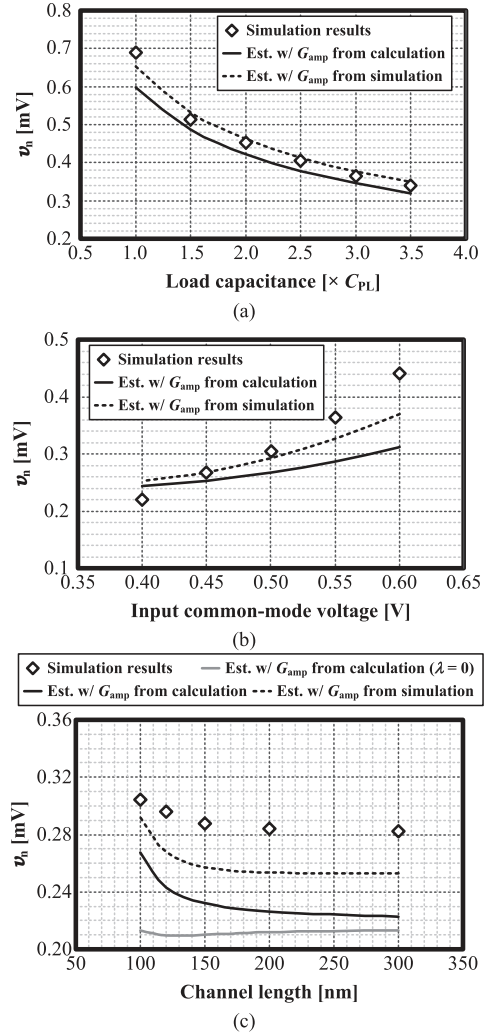 0.8
0.7
0.6
0.5
0.4
0.3
0.2
vn [mV]
Simulation results
Est. w/ Gamp from calculation
Est. w/ Gamp from simulation
0.5 1.0 1.5 2.0 2.5 3.0 3.5 4.0
Load capacitance [× CPL]
(a)
0.5
0.4
0.3
0.2
0.1
vn [mV]
Simulation results
Est. w/ Gamp from calculation
Est. w/ Gamp from simulation
0.35 0.40 0.45 0.50 0.55 0.60 0.65
Input common-mode voltage [V]
(b)
Simulation results Est. w/ Gamp from calculation (λ = 0)
Est. w/ Gamp from calculation Est. w/ Gamp from simulation
0.36
0.32
0.28
0.24
0.20
vn [mV]
50 100 150 200 250 300 350
Channel length [nm]
(c)